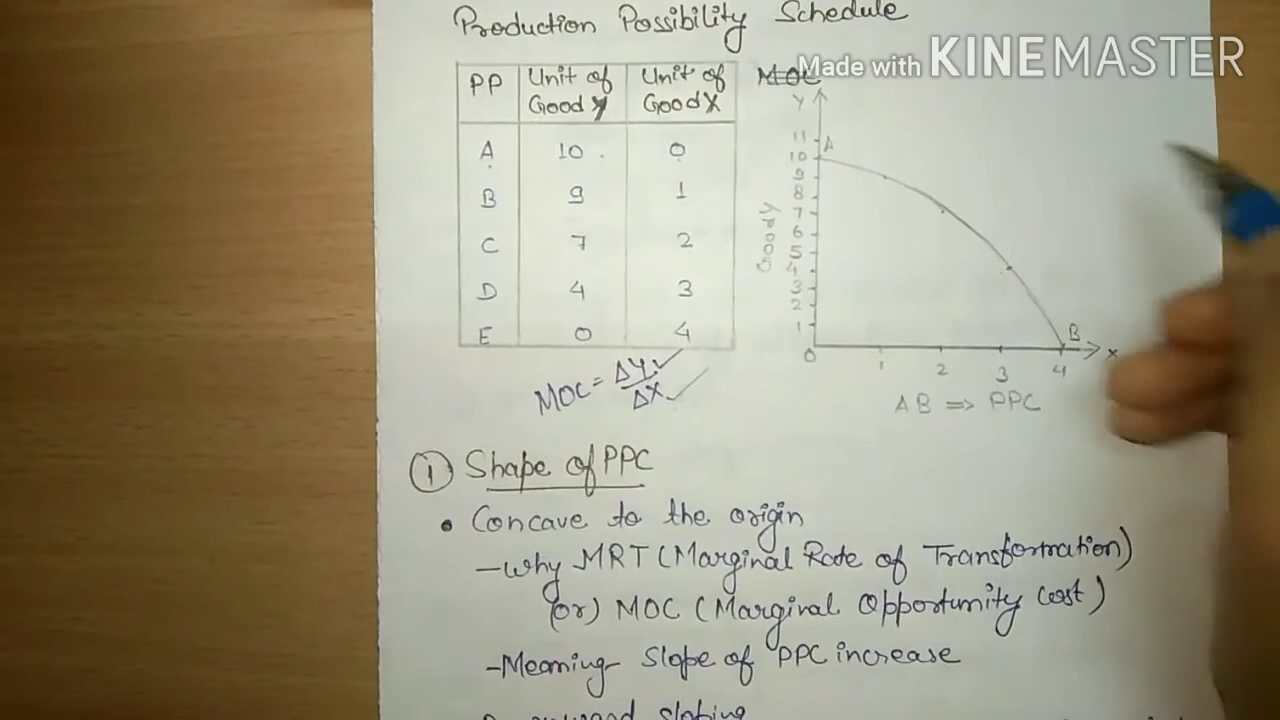 Production Possibility Schedule
Made with KINEMASTER
PP Unit of Good Y Unit of Good X MOC
A 10 0
B 9 1
C 7 2
D 4 3
E 0 4
MOC = ΔY/ΔX
Y
11
10 A
9
8
7
6
5
4
3
2
1
Good Y
0 1 2 3 4 B x
AB => PPC
① Shape of PPC
• Concave to the origin
- why MRT (Marginal Rate of Transformation)
(or) MOC (Marginal Opportunity Cost)
- Meaning - Slope of PPC increase
sloping